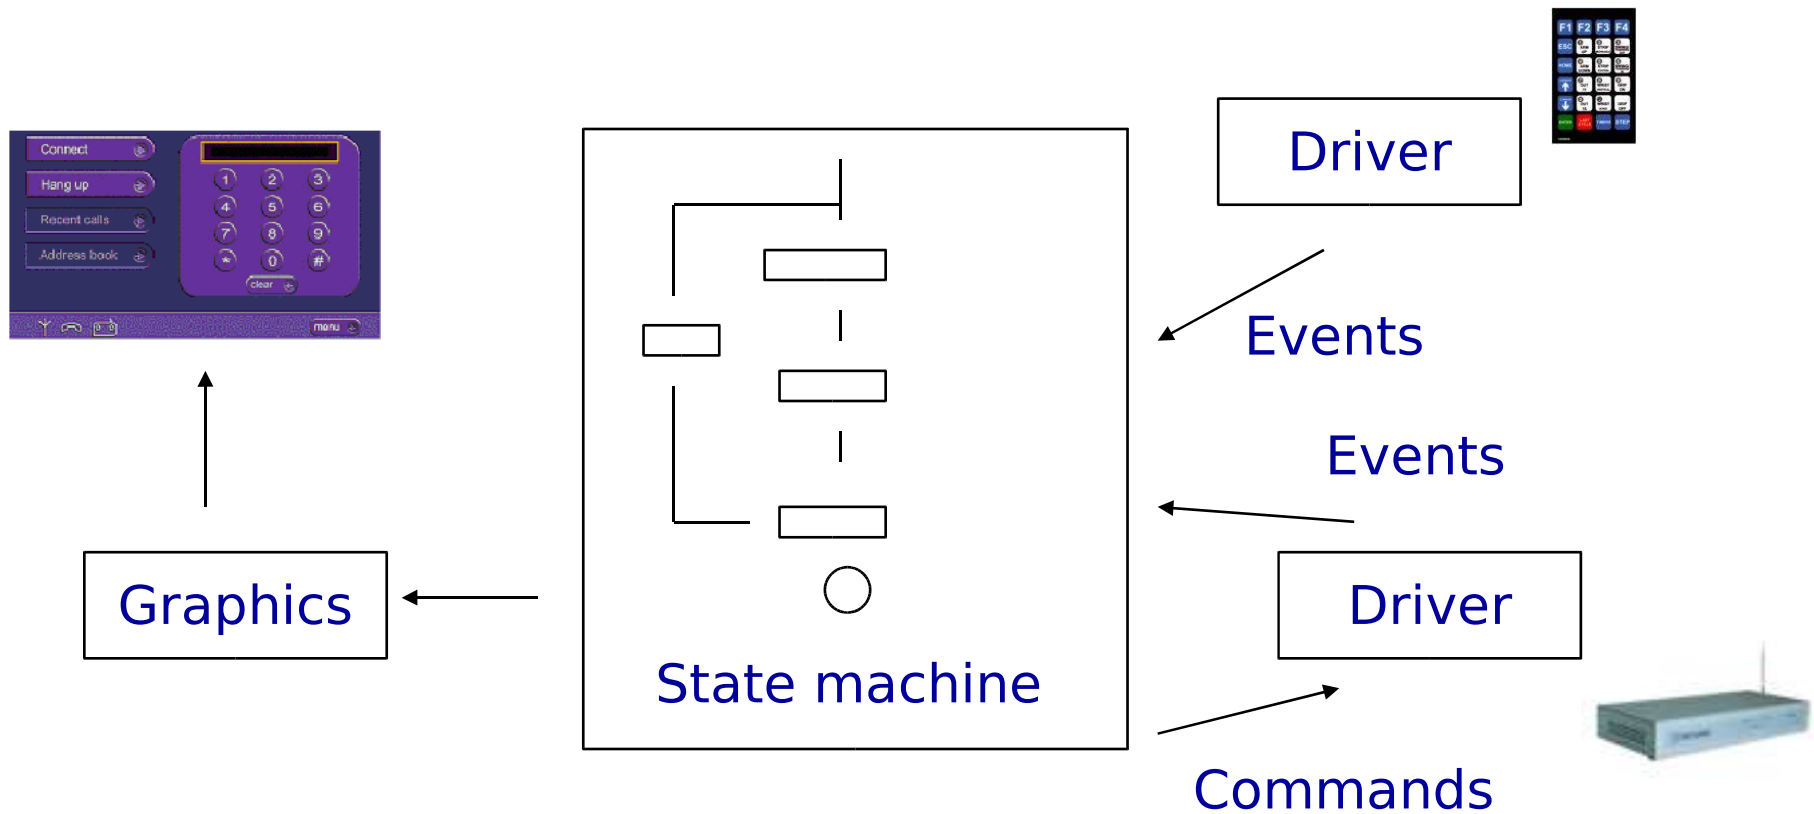 Connect
Hang up
Recent calls
Address book
1 2 3
4 5 6
7 8 9
* 0 #
clear
menu
Graphics
State machine
F1 F2 F3 F4
ESC
Driver
Events
Events
Driver
Commands